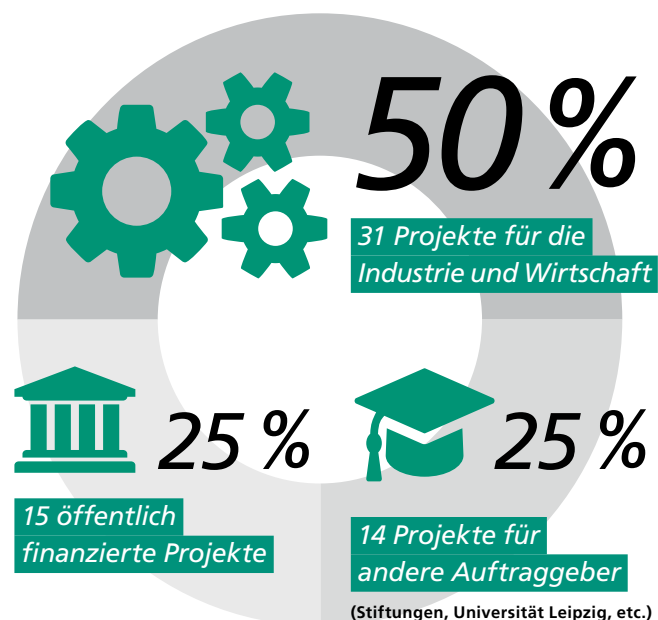 50 %
31 Projekte für die
Industrie und Wirtschaft
25 %
15 öffentlich
finanzierte Projekte
25 %
14 Projekte für
andere Auftraggeber
(Stiftungen, Universität Leipzig, etc.)